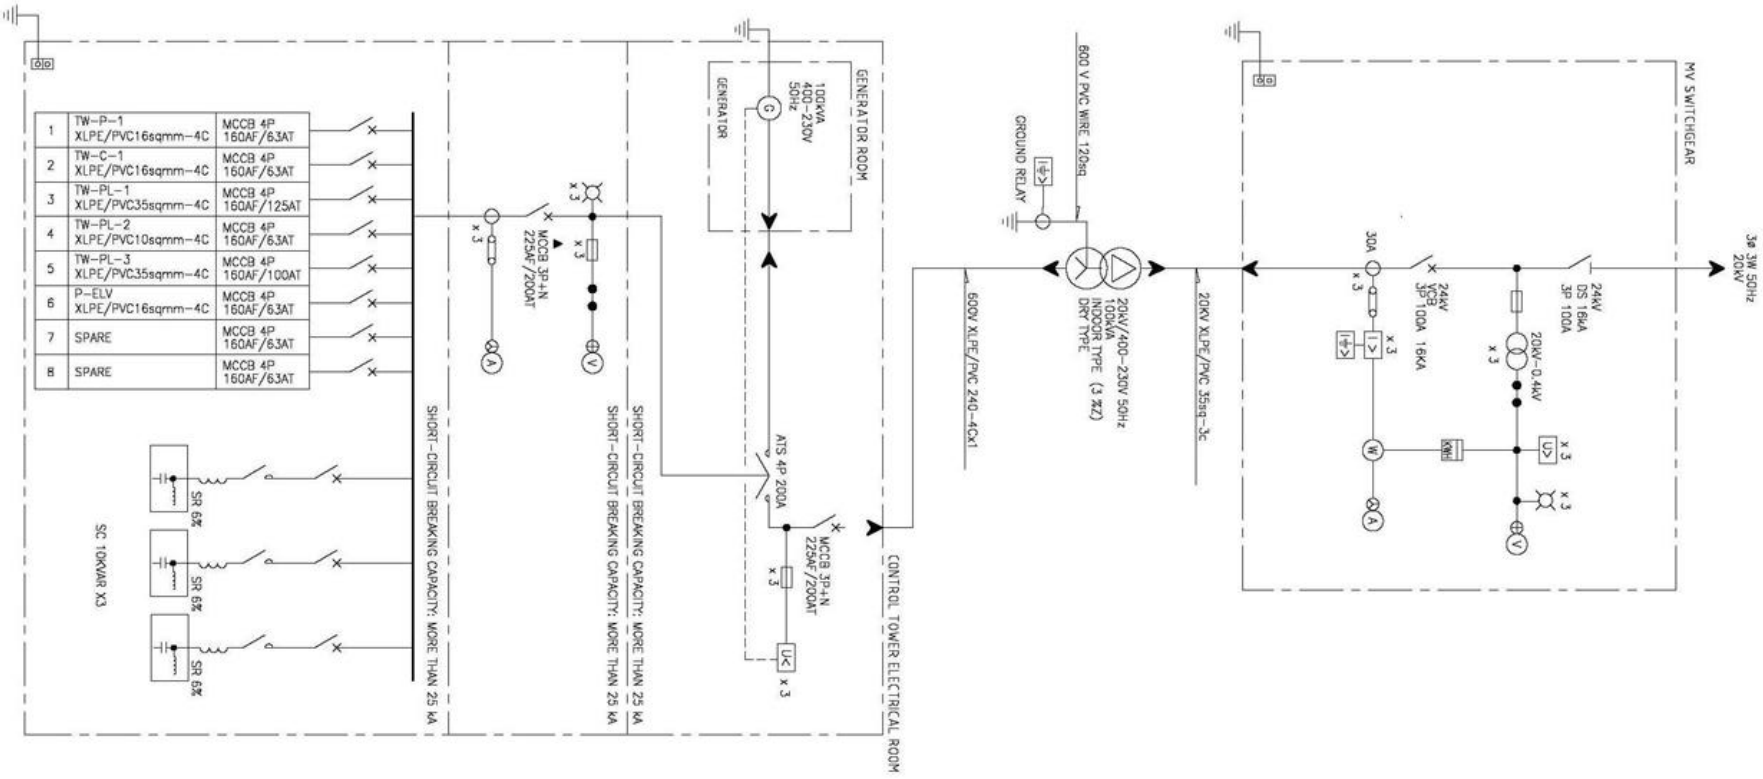 1
TW-P-1
XLPE/PVC16sqmm-4C
MCCB 4P
160AF/63AT
2
TW-C-1
XLPE/PVC16sqmm-4C
MCCB 4P
160AF/63AT
3
TW-PL-1
XLPE/PVC35sqmm-4C
MCCB 4P
160AF/125AT
4
TW-PL-2
XLPE/PVC10sqmm-4C
MCCB 4P
160AF/63AT
5
TW-PL-3
XLPE/PVC35sqmm-4C
MCCB 4P
160AF/100AT
6
P-ELV
XLPE/PVC16sqmm-4C
MCCB 4P
160AF/63AT
7
SPARE
MCCB 4P
160AF/63AT
8
SPARE
MCCB 4P
160AF/63AT
SR 6%
SR 6%
SR 6%
SC 10KVAR X3
SHORT-CIRCUIT BREAKING CAPACITY: MORE THAN 25 kA
x 3
A
MCCB 3P+N
225AF/200AT
x 3
x 3
V
SHORT-CIRCUIT BREAKING CAPACITY: MORE THAN 25 kA
SHORT-CIRCUIT BREAKING CAPACITY: MORE THAN 25 kA
GENERATOR ROOM
GENERATOR
100kVA
400-230V
50Hz
G
ATS 4P 200A
MCCB 3P+N
225AF/200AT
x 3
U<
x 3
CONTROL TOWER ELECTRICAL ROOM
600V XLPE/PVC 240-4Cx1
GROUND RELAY
I >
600 V PVC WIRE 120sq
20kV/400-230V 50Hz
100kVA
INDOOR TYPE (3 %Z)
DRY TYPE
20KV XLPE/PVC 35sq-3c
MV SWITCHGEAR
30A
x 3
I >
x 3
I >
W
A
24kV
VCB
3P 100A 16KA
KWH
20kV-0.4kV
x 3
U>
x 3
x 3
V
24kV
DS 16kA
3P 100A
3ø 3W 50Hz
20kV